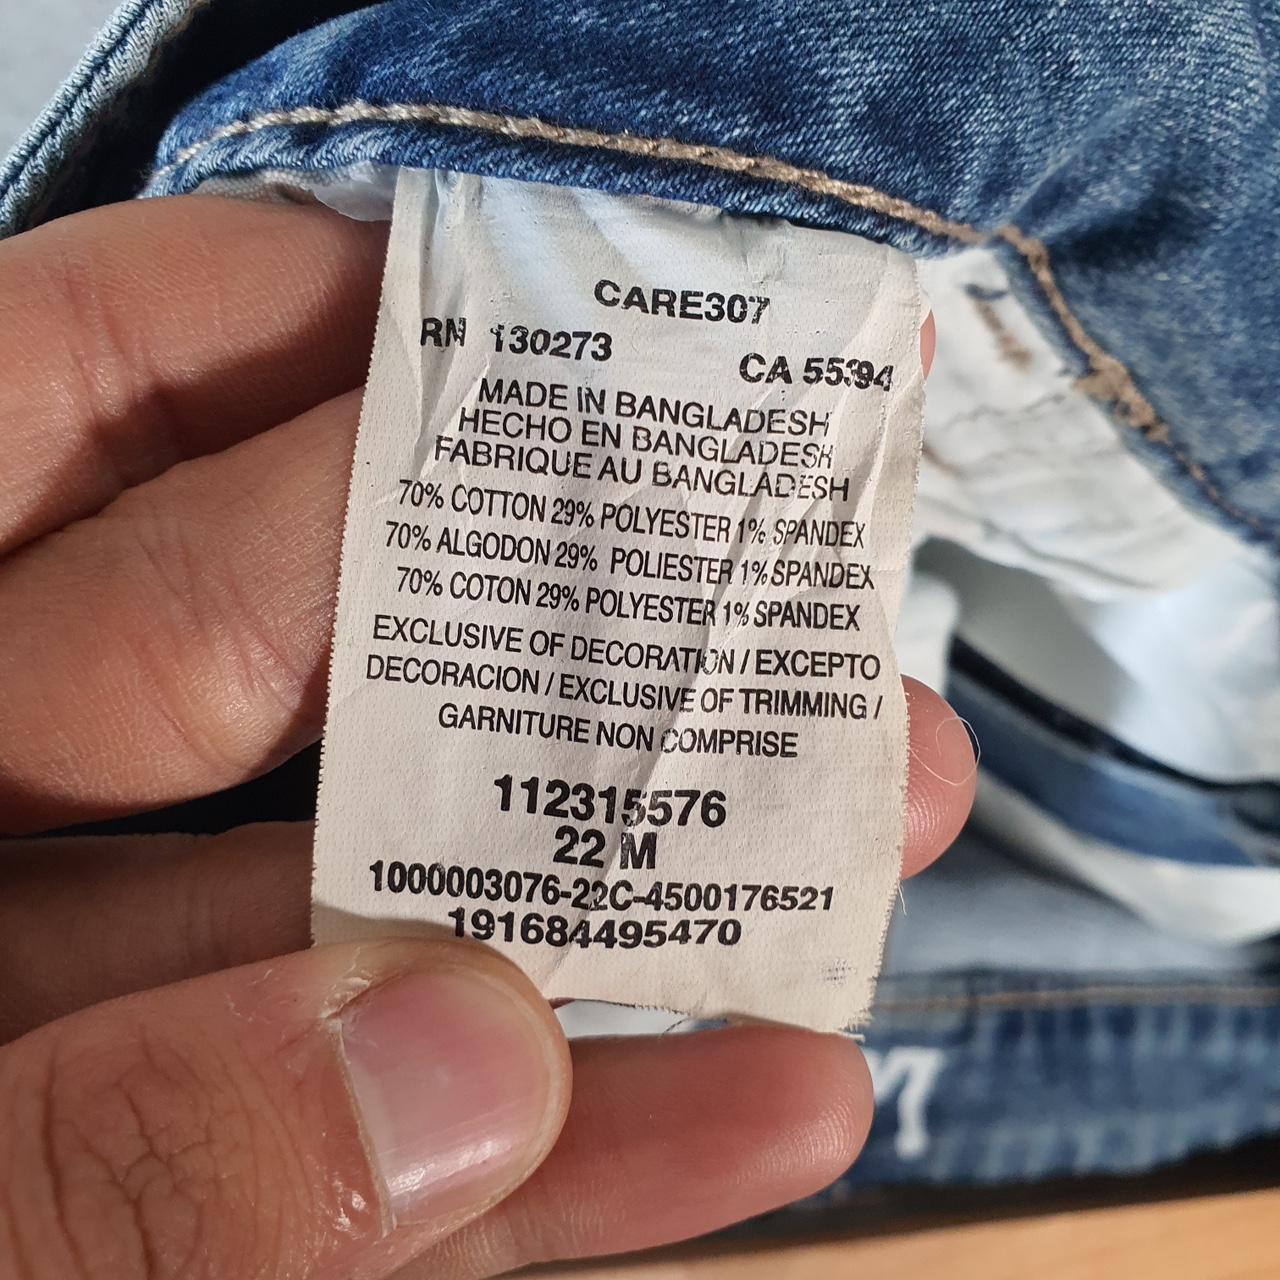 CARE307
RN 130273
CA 55394
MADE IN BANGLADESH
HECHO EN BANGLADESH
FABRIQUE AU BANGLADESH
70% COTTON 29% POLYESTER 1% SPANDEX
70% ALGODON 29% POLIESTER 1% SPANDEX
70% COTON 29% POLYESTER 1% SPANDEX
EXCLUSIVE OF DECORATION / EXCEPTO
DECORACION / EXCLUSIVE OF TRIMMING /
GARNITURE NON COMPRISE
112315576
22 M
1000003076-22C-4500176521
191684495470